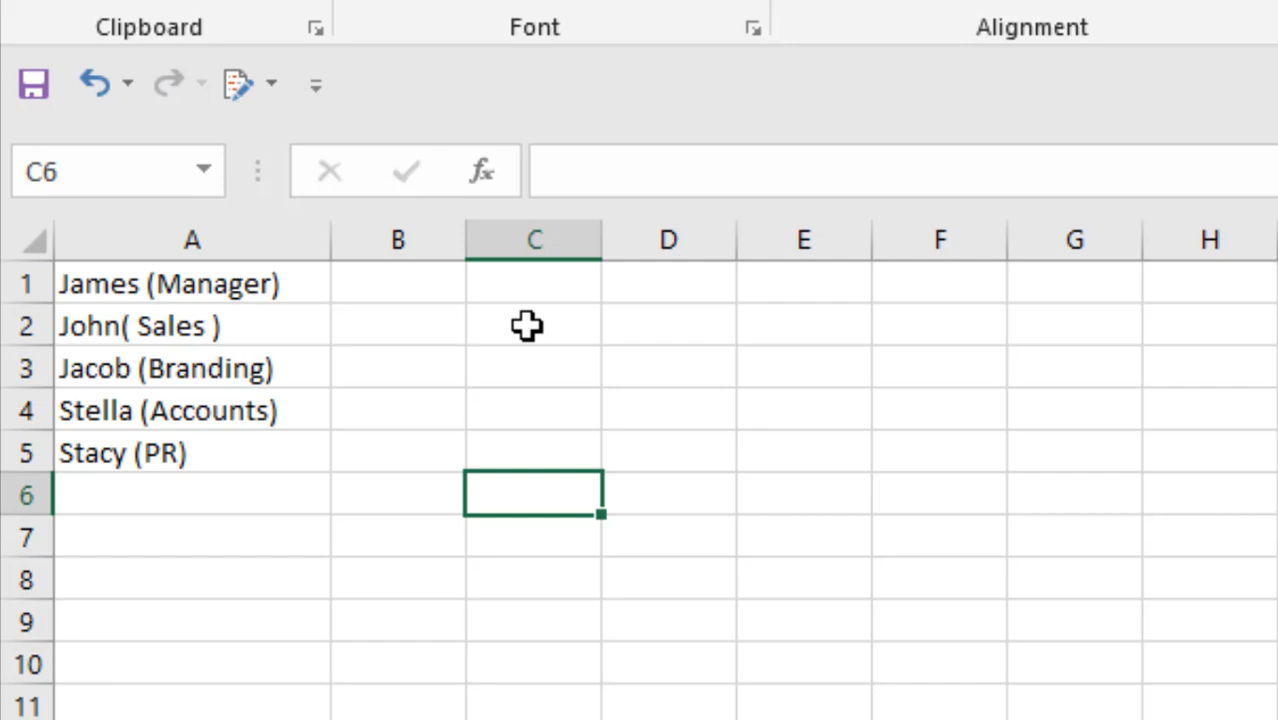 Clipboard Font Alignment
C6 fx
A B C D E F G H
1 James (Manager)
2 John( Sales )
3 Jacob (Branding)
4 Stella (Accounts)
5 Stacy (PR)
6
7
8
9
10
11